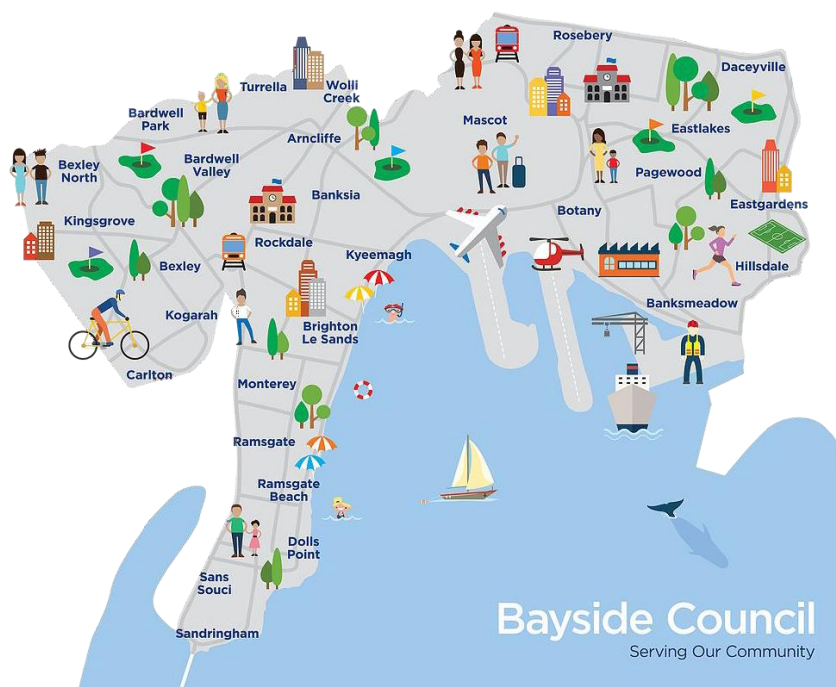 Rosebery
Daceyville
Turrella
Wolli
Creek
Bardwell
Park
Mascot
Eastlakes
Arncliffe
Bexley
North
Bardwell
Valley
Pagewood
Banksia
Eastgardens
Kingsgrove
Botany
Rockdale
Kyeemagh
Bexley
Hillsdale
Banksmeadow
Kogarah
Brighton
Le Sands
Carlton
Monterey
Ramsgate
Ramsgate
Beach
Dolls
Point
Sans
Souci
Sandringham
Bayside Council
Serving Our Community